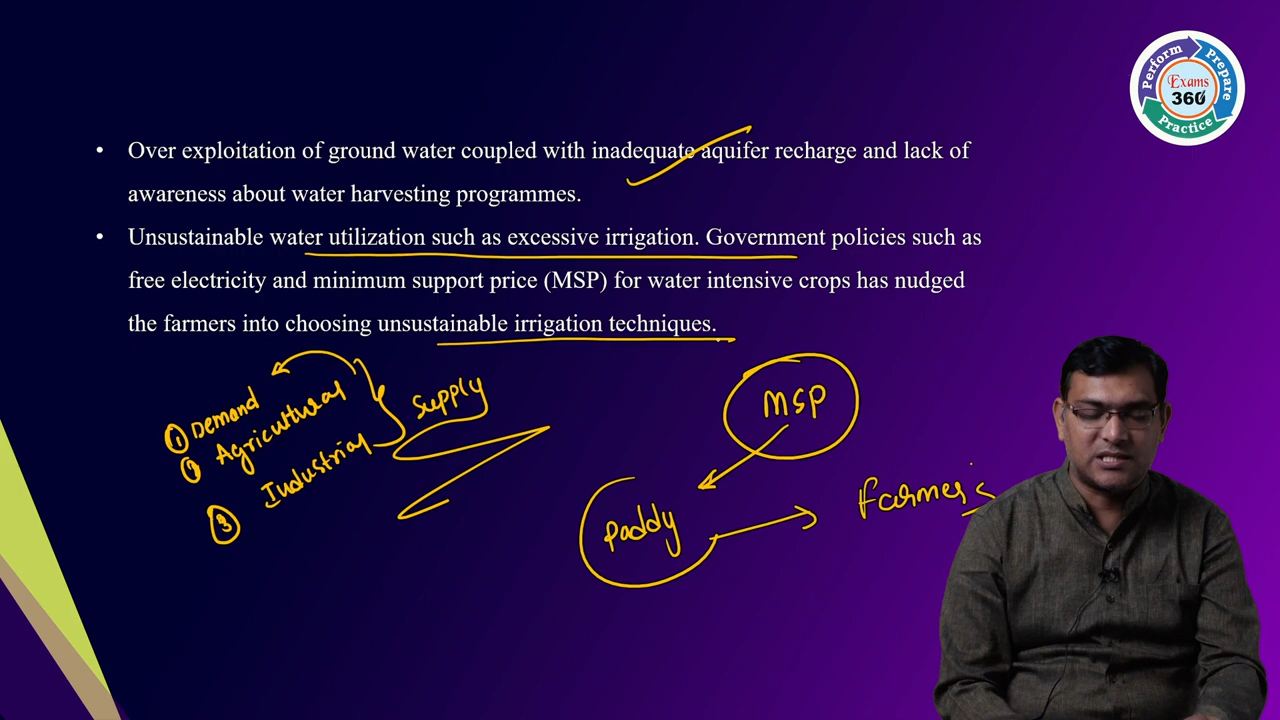 Perform
Prepare
Exams
360
Practice
• Over exploitation of ground water coupled with inadequate aquifer recharge and lack of
awareness about water harvesting programmes.
• Unsustainable water utilization such as excessive irrigation. Government policies such as
free electricity and minimum support price (MSP) for water intensive crops has nudged
the farmers into choosing unsustainable irrigation techniques.
① Demand
② Agricultural
Industrial
③
Supply
MSP
Paddy
Farmers